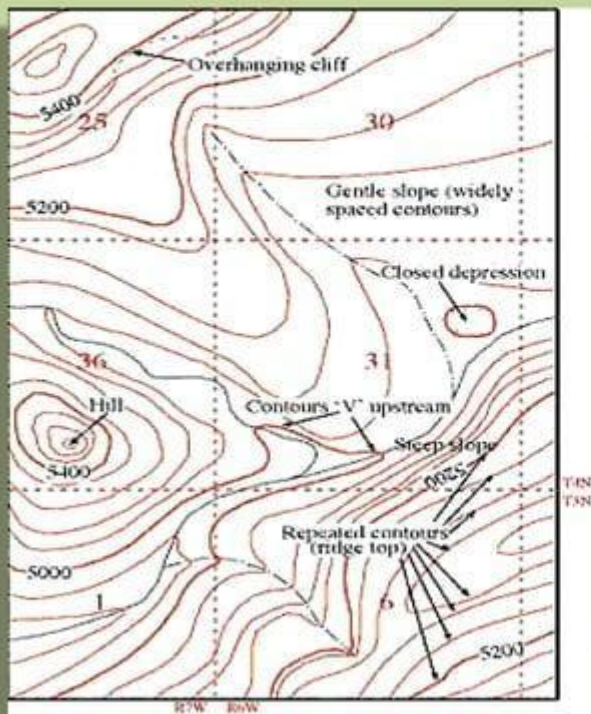 Overhanging cliff
5400
25
30
Gentle slope (widely
spaced contours)
5200
Closed depression
36
31
Hill
Contours 'V' upstream
Steep slope
5400
5200
T4N
T3N
Repeated contours
(ridge top)
5000
1
6
5200
R7W R6W